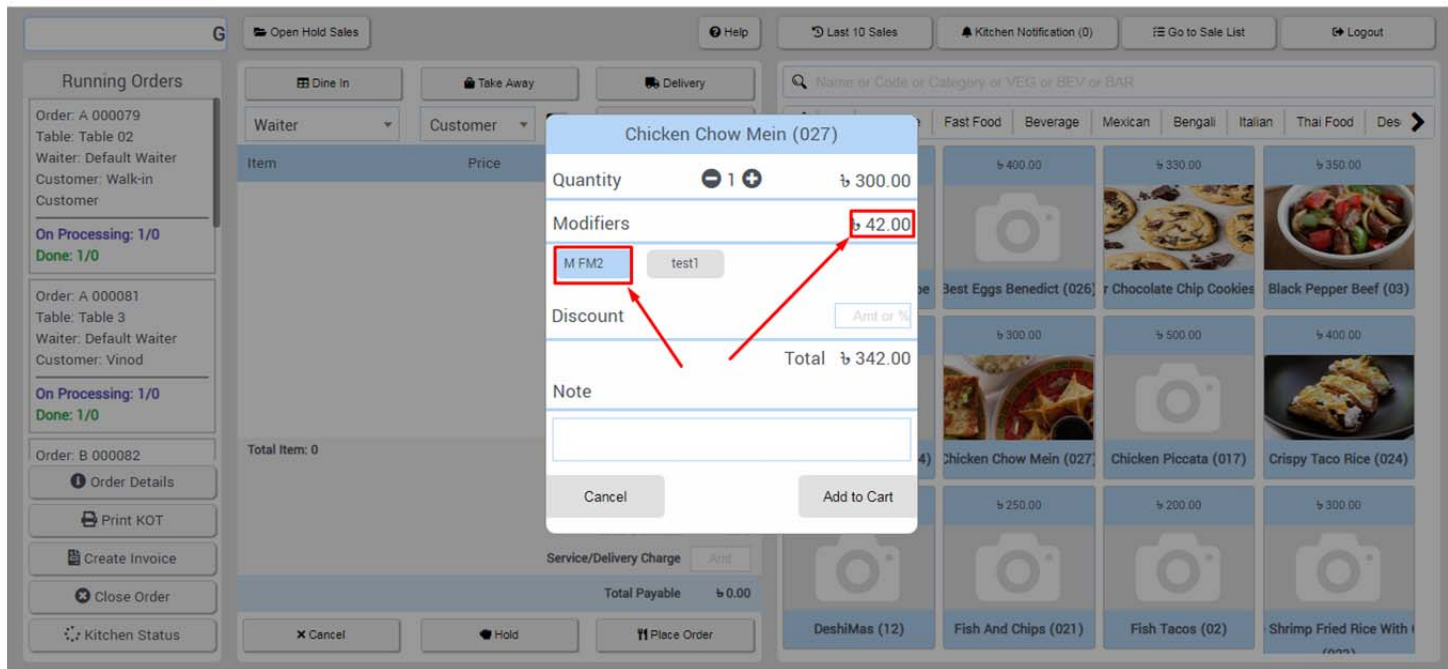 G
Open Hold Sales
Help
Last 10 Sales
Kitchen Notification (0)
Go to Sale List
Logout
Running Orders
Order: A 000079
Table: Table 02
Waiter: Default Waiter
Customer: Walk-in
Customer
On Processing: 1/0
Done: 1/0
Order: A 000081
Table: Table 3
Waiter: Default Waiter
Customer: Vinod
On Processing: 1/0
Done: 1/0
Order: B 000082
Order Details
Print KOT
Create Invoice
Close Order
Kitchen Status
Dine In
Take Away
Delivery
Waiter
Customer
Item Price
Total Item: 0
Service/Delivery Charge Amt
Total Payable ৳ 0.00
Cancel
Hold
Place Order
Chicken Chow Mein (027)
Quantity 1 ৳ 300.00
Modifiers ৳ 42.00
M FM2 test1
Discount Amt or %
Total ৳ 342.00
Note
Cancel
Add to Cart
Name or Code or Category or VEG or BEV or BAR
Fast Food Beverage Mexican Bengali Italian Thai Food Des
৳ 400.00 ৳ 330.00 ৳ 350.00
Best Eggs Benedict (026) r Chocolate Chip Cookies Black Pepper Beef (03)
৳ 300.00 ৳ 500.00 ৳ 400.00
4) Chicken Chow Mein (027) Chicken Piccata (017) Crispy Taco Rice (024)
৳ 250.00 ৳ 200.00 ৳ 300.00
DeshiMas (12) Fish And Chips (021) Fish Tacos (02) Shrimp Fried Rice With